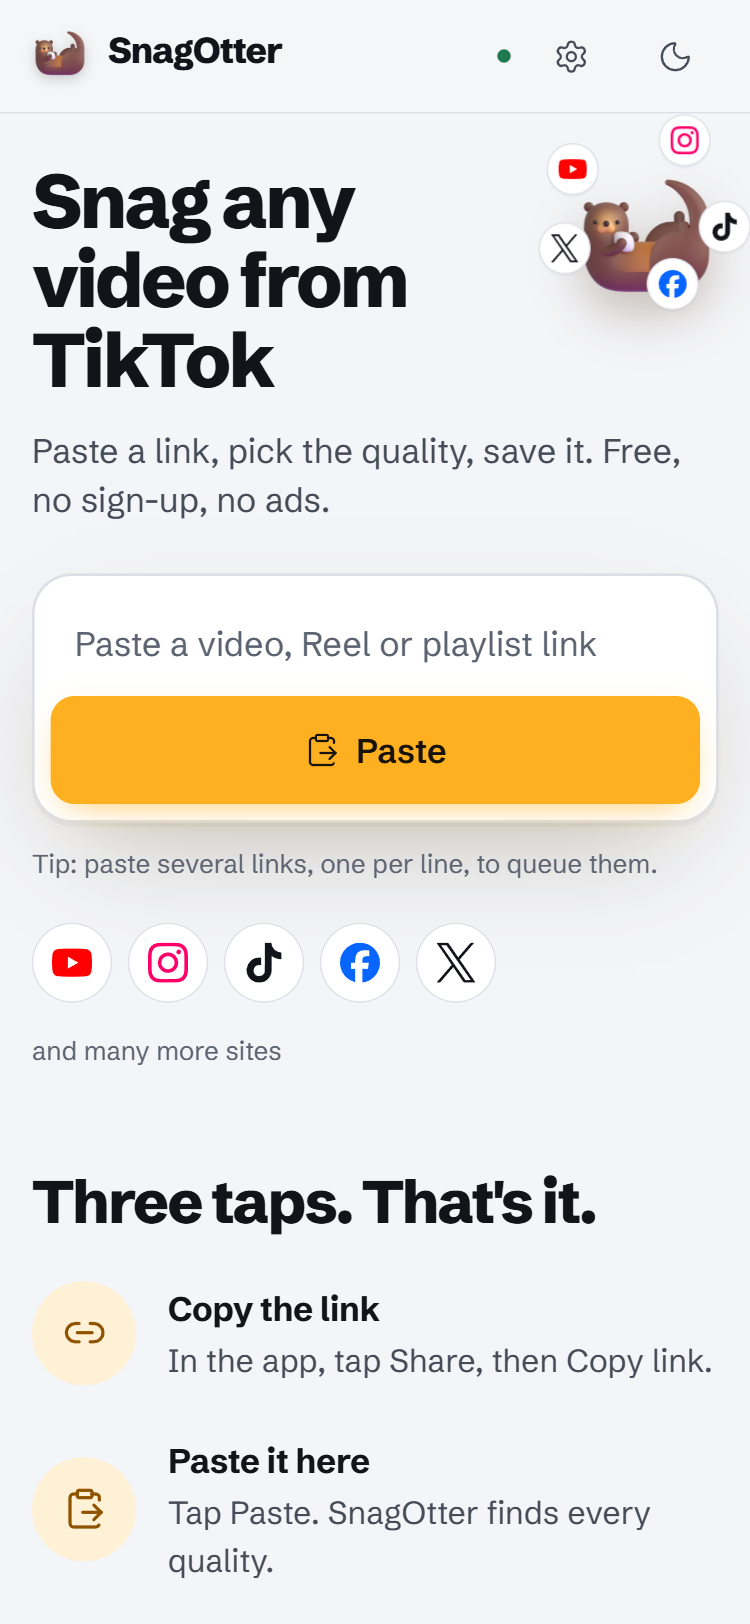 SnagOtter
Snag any
video from
TikTok
Paste a link, pick the quality, save it. Free,
no sign-up, no ads.
Paste a video, Reel or playlist link
Paste
Tip: paste several links, one per line, to queue them.
and many more sites
Three taps. That's it.
Copy the link
In the app, tap Share, then Copy link.
Paste it here
Tap Paste. SnagOtter finds every
quality.